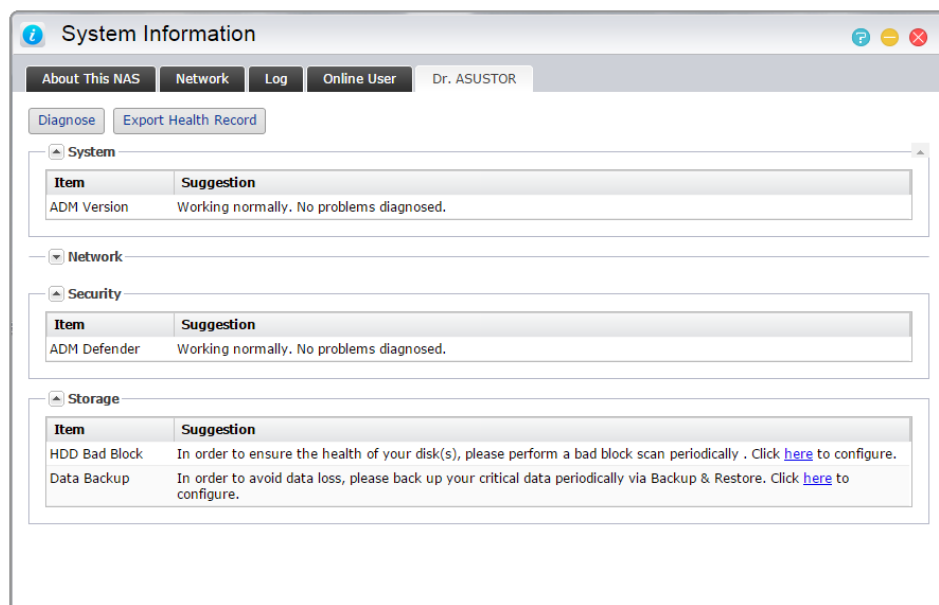 System Information
About This NAS Network Log Online User Dr. ASUSTOR
Diagnose Export Health Record
System
Item Suggestion
ADM Version Working normally. No problems diagnosed.
Network
Security
Item Suggestion
ADM Defender Working normally. No problems diagnosed.
Storage
Item Suggestion
HDD Bad Block In order to ensure the health of your disk(s), please perform a bad block scan periodically . Click here to configure.
Data Backup In order to avoid data loss, please back up your critical data periodically via Backup & Restore. Click here to
configure.